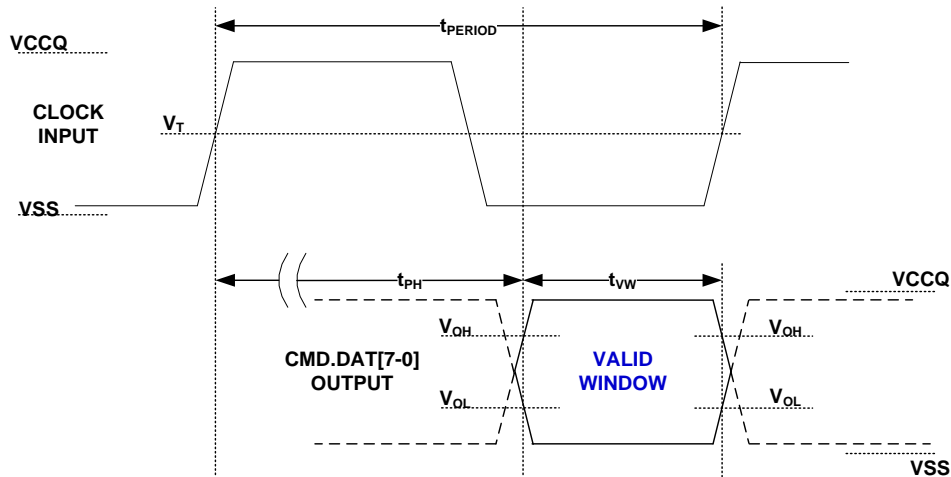 tPERIOD
VCCQ
CLOCK
INPUT
VT
VSS
tPH
tVW
VCCQ
VOH
VOH
CMD.DAT[7-0]
OUTPUT
VALID
WINDOW
VOL
VOL
VSS